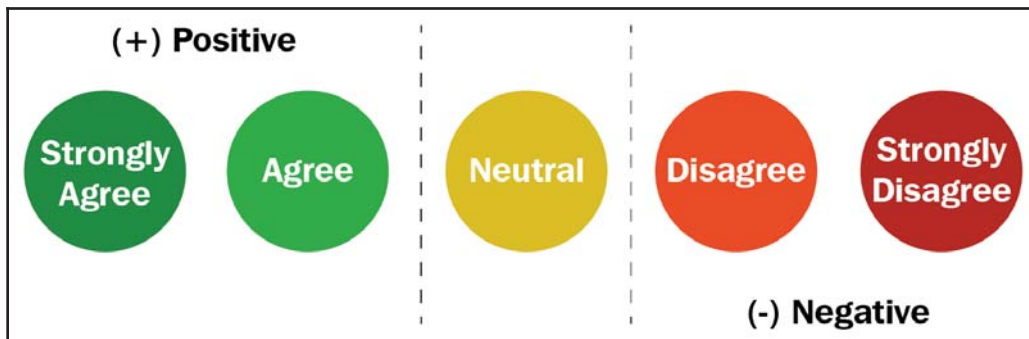 (+) Positive
Strongly
Agree
Agree
Neutral
Disagree
Strongly
Disagree
(-) Negative